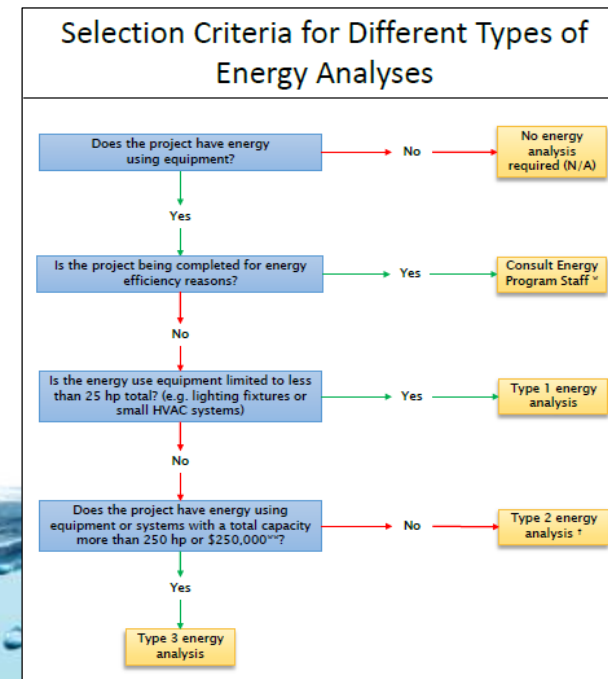 Selection Criteria for Different Types of
Energy Analyses
Does the project have energy
using equipment?
No
No energy
analysis
required (N/A)
Yes
Is the project being completed for energy
efficiency reasons?
Yes
Consult Energy
Program Staff
No
Is the energy use equipment limited to less
than 25 hp total? (e.g. lighting fixtures or
small HVAC systems)
Yes
Type 1 energy
analysis
No
Does the project have energy using
equipment or systems with a total capacity
more than 250 hp or $250,000**?
No
Type 2 energy
analysis †
Yes
Type 3 energy
analysis